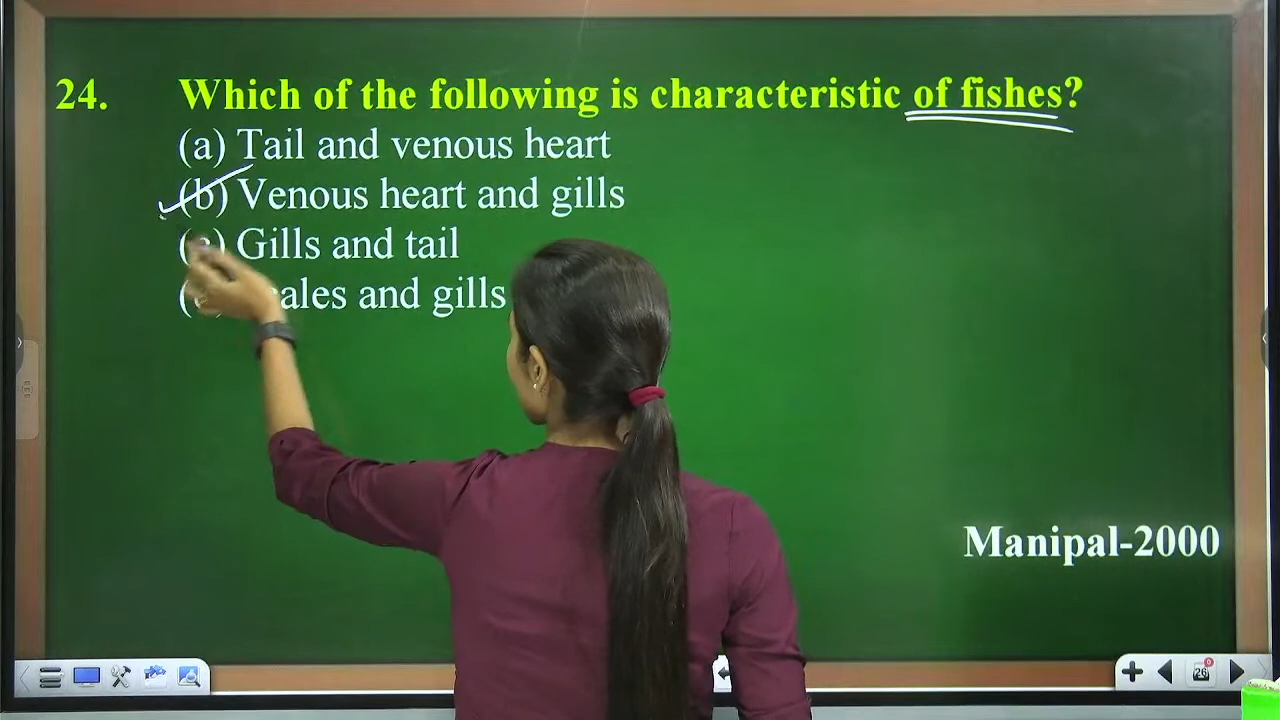 24. Which of the following is characteristic of fishes?
(a) Tail and venous heart
(b) Venous heart and gills
Gills and tail
and gills
Manipal-2000
26